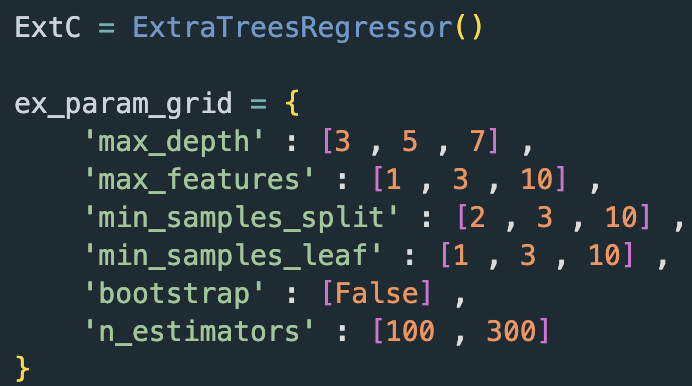 ExtC = ExtraTreesRegressor()
ex_param_grid = {
    'max_depth' : [3 , 5 , 7] ,
    'max_features' : [1 , 3 , 10] ,
    'min_samples_split' : [2 , 3 , 10] ,
    'min_samples_leaf' : [1 , 3 , 10] ,
    'bootstrap' : [False] ,
    'n_estimators' : [100 , 300]
}